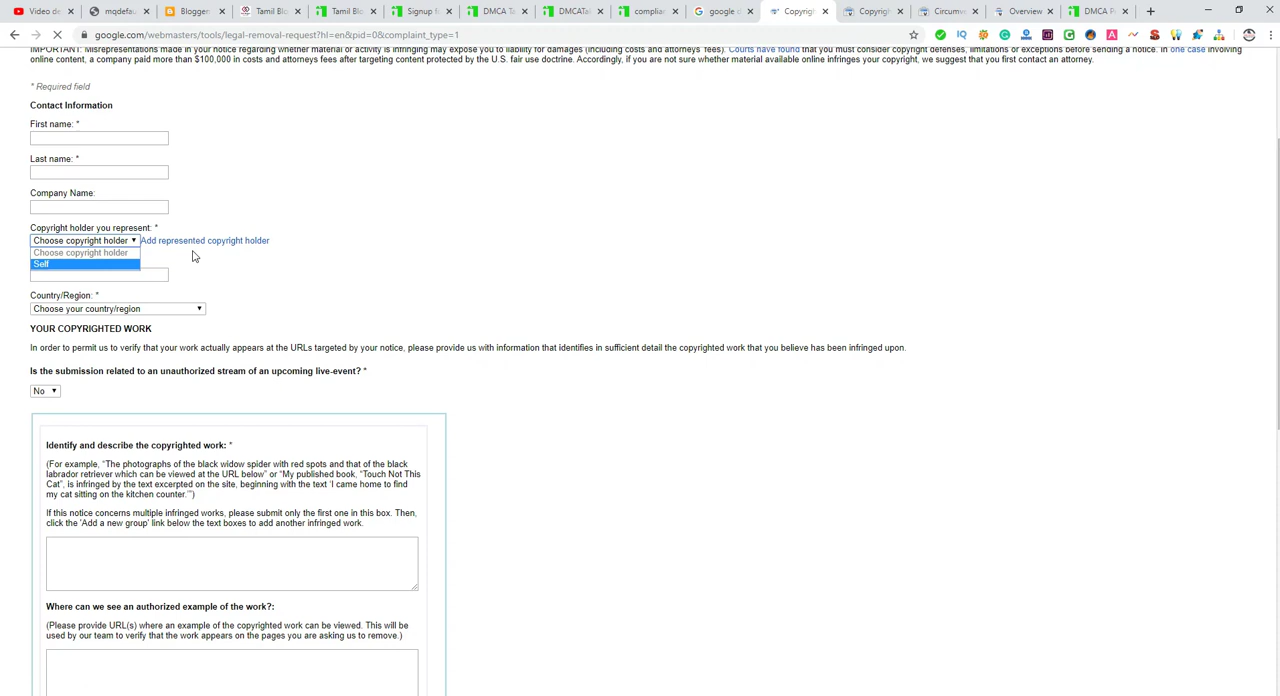 Video de
mqdefau
Blogger
Tamil Blo
Tamil Blo
Signup fo
DMCA Ta
DMCATal
complian
google d
Copyrigh
Copyrigh
Circumv
Overview
DMCA Po
google.com/webmasters/tools/legal-removal-request?hl=en&pid=0&complaint_type=1
IMPORTANT: Misrepresentations made in your notice regarding whether material or activity is infringing may expose you to liability for damages (including costs and attorneys' fees). Courts have found that you must consider copyright defenses, limitations or exceptions before sending a notice. In one case involving
online content, a company paid more than $100,000 in costs and attorneys fees after targeting content protected by the U.S. fair use doctrine. Accordingly, if you are not sure whether material available online infringes your copyright, we suggest that you first contact an attorney.
* Required field
Contact Information
First name: *
Last name: *
Company Name:
Copyright holder you represent: *
Choose copyright holder Add represented copyright holder
Choose copyright holder
Self
Country/Region: *
Choose your country/region
YOUR COPYRIGHTED WORK
In order to permit us to verify that your work actually appears at the URLs targeted by your notice, please provide us with information that identifies in sufficient detail the copyrighted work that you believe has been infringed upon.
Is the submission related to an unauthorized stream of an upcoming live-event? *
No
Identify and describe the copyrighted work: *
(For example, “The photographs of the black widow spider with red spots and that of the black
labrador retriever which can be viewed at the URL below” or “My published book, “Touch Not This
Cat”, is infringed by the text excerpted on the site, beginning with the text ‘I came home to find
my cat sitting on the kitchen counter.’”)
If this notice concerns multiple infringed works, please submit only the first one in this box. Then,
click the 'Add a new group' link below the text boxes to add another infringed work.
Where can we see an authorized example of the work?:
(Please provide URL(s) where an example of the copyrighted work can be viewed. This will be
used by our team to verify that the work appears on the pages you are asking us to remove.)